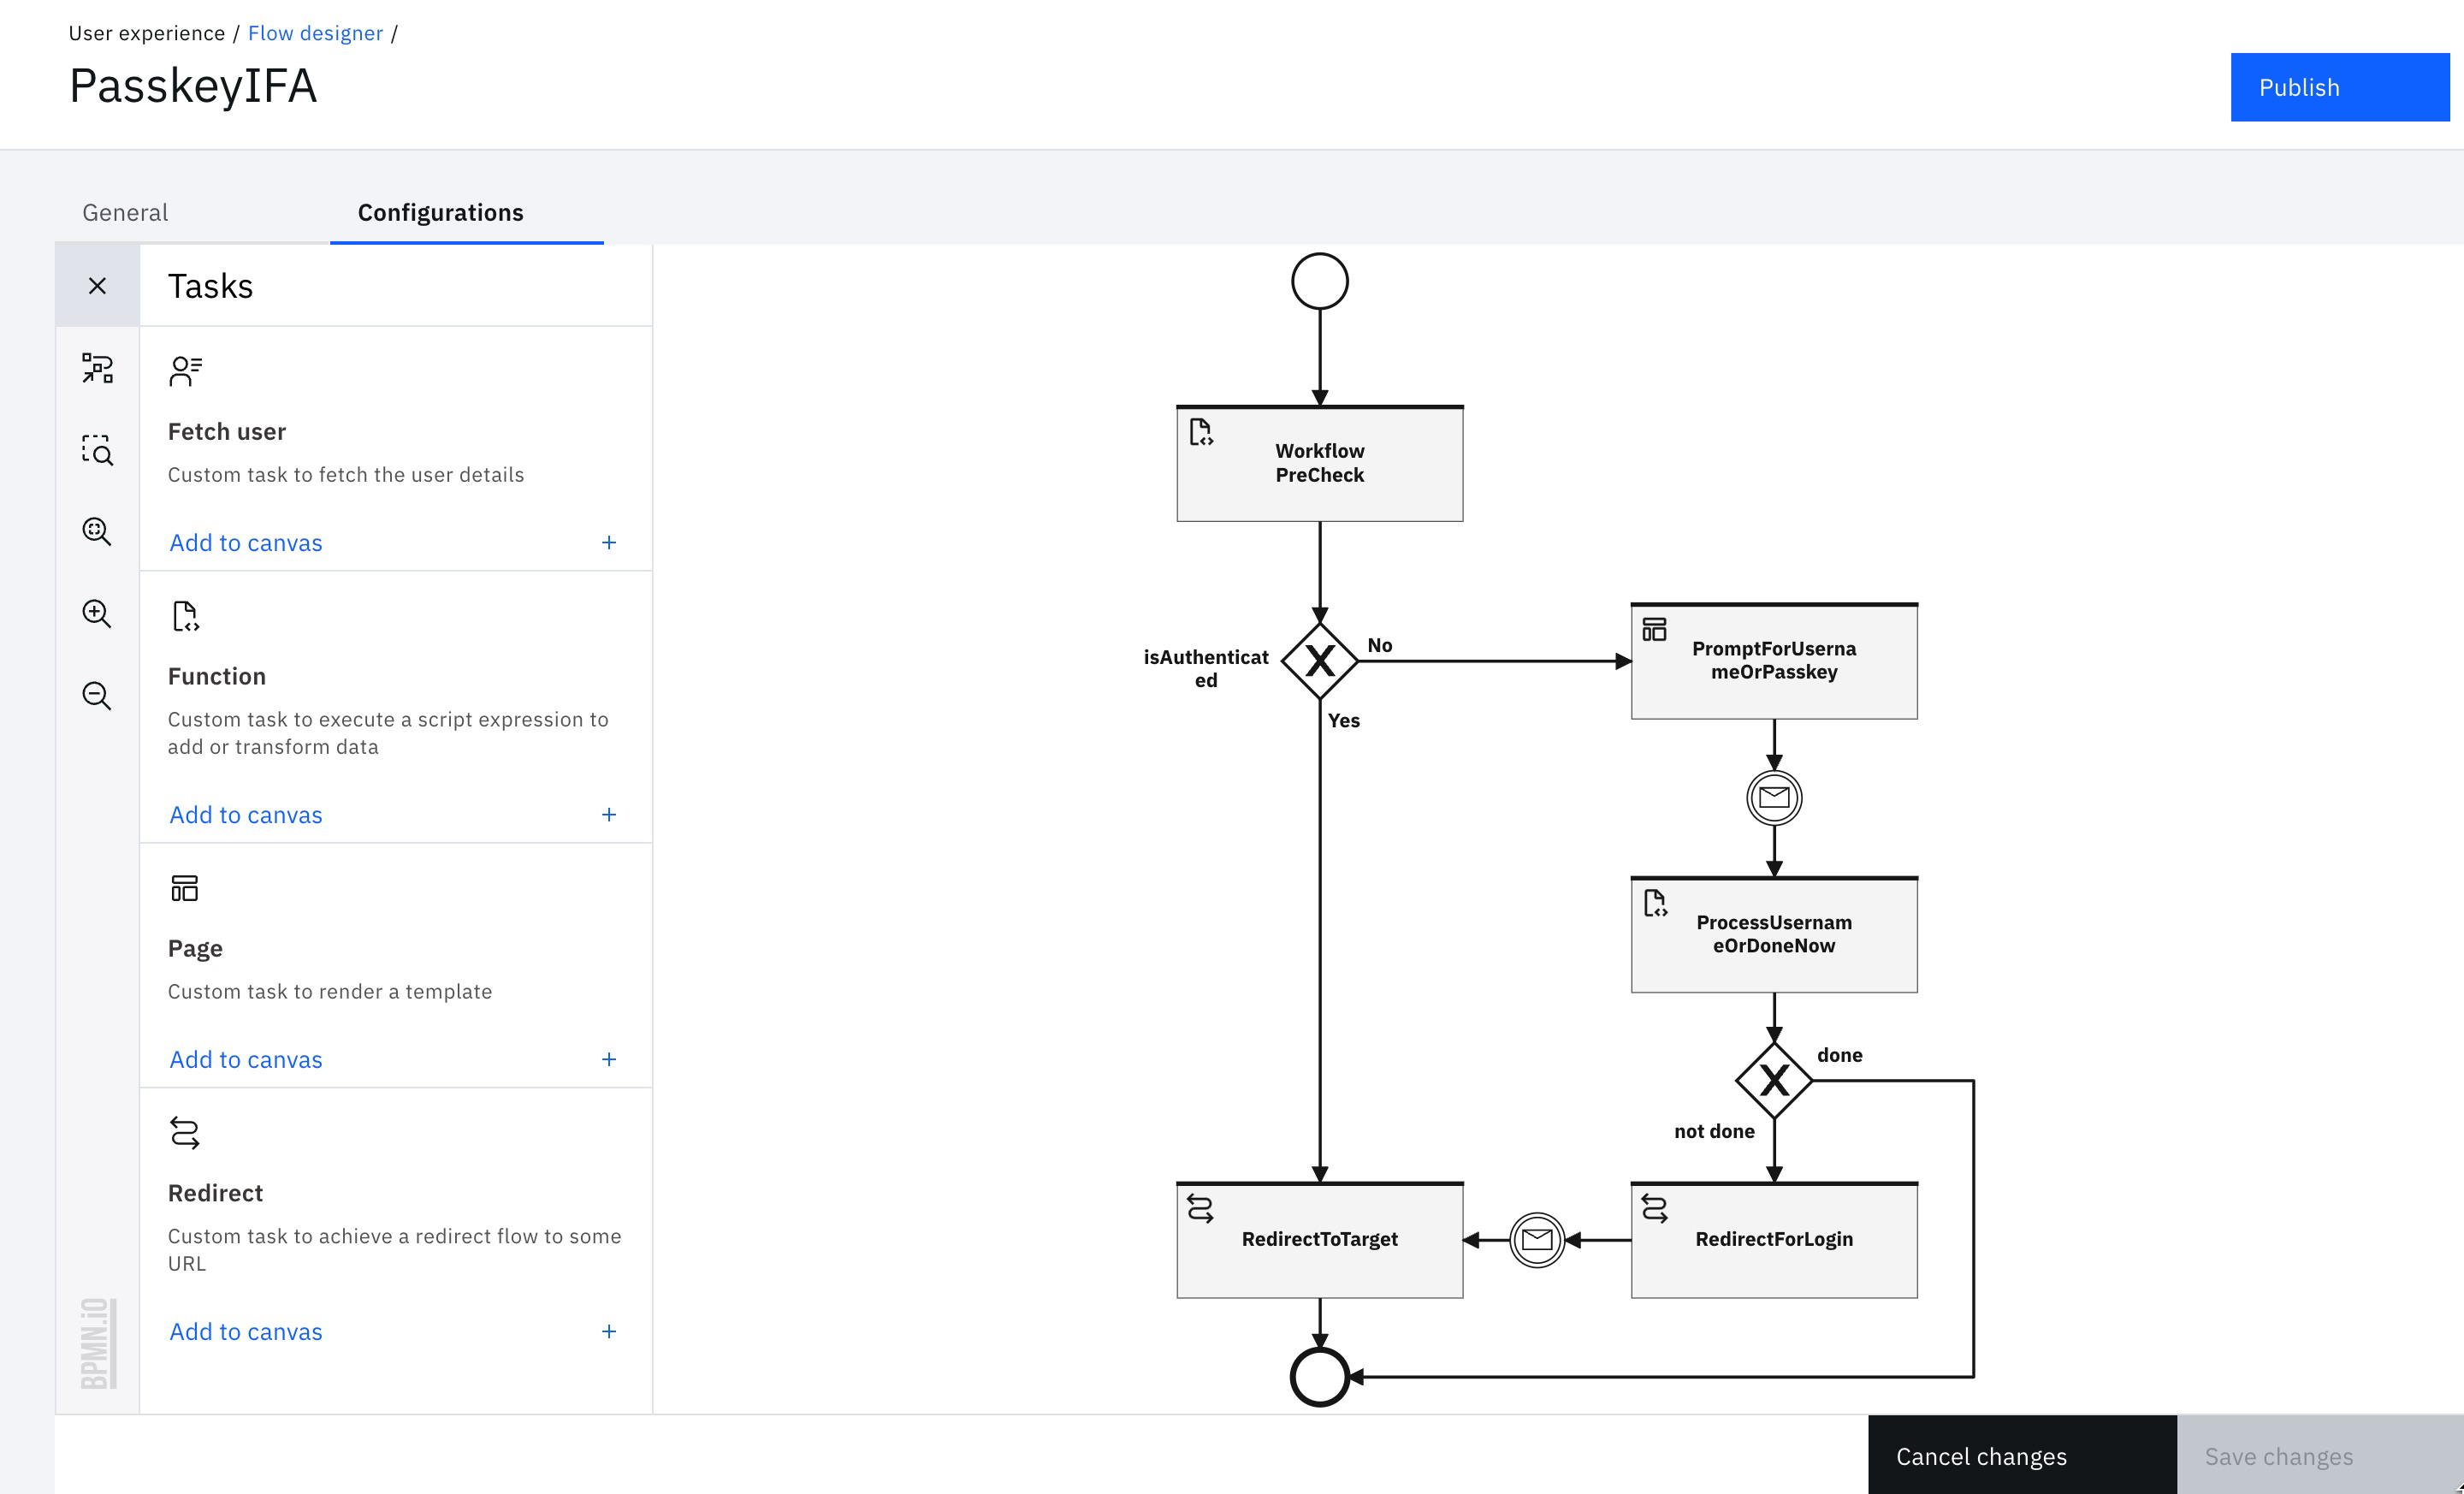 User experience / Flow designer /
PasskeyIFA
Publish
General
Configurations
Tasks
Fetch user
Custom task to fetch the user details
Add to canvas +
Function
Custom task to execute a script expression to
add or transform data
Add to canvas +
Page
Custom task to render a template
Add to canvas +
Redirect
Custom task to achieve a redirect flow to some
URL
Add to canvas +
BPMN.iO
Workflow
PreCheck
isAuthenticat
ed
X
No
Yes
PromptForUserna
meOrPasskey
ProcessUsernam
eOrDoneNow
X
done
not done
RedirectToTarget
RedirectForLogin
Cancel changes
Save changes